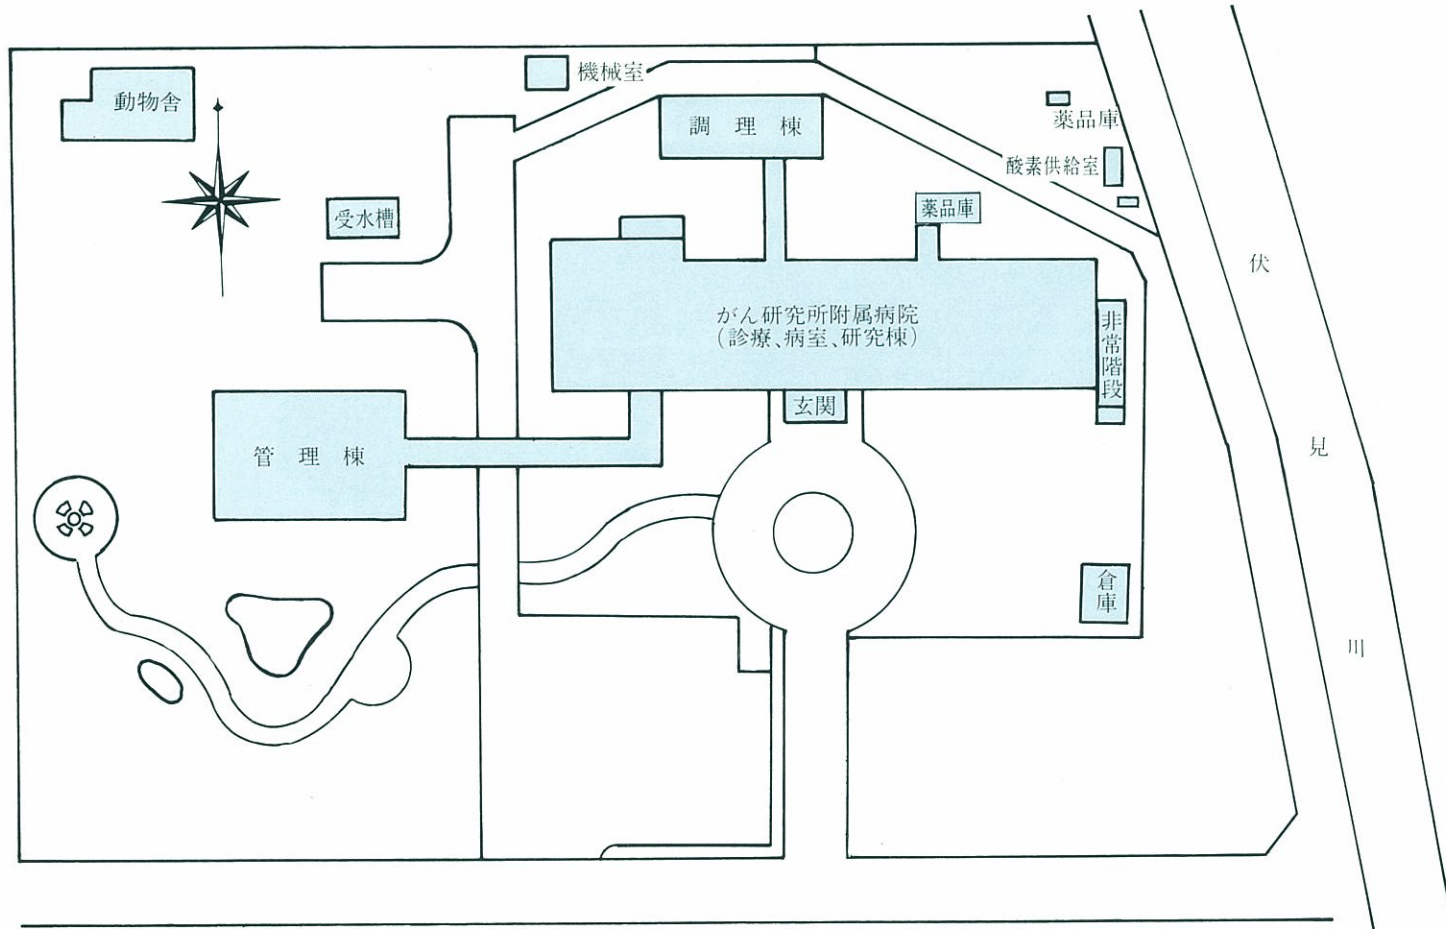 機械室
動物舎
調理棟
薬品庫
酸素供給室
受水槽
薬品庫
伏見川
がん研究所附属病院
(診療、病室、研究棟)
非常階段
玄関
管理棟
倉庫